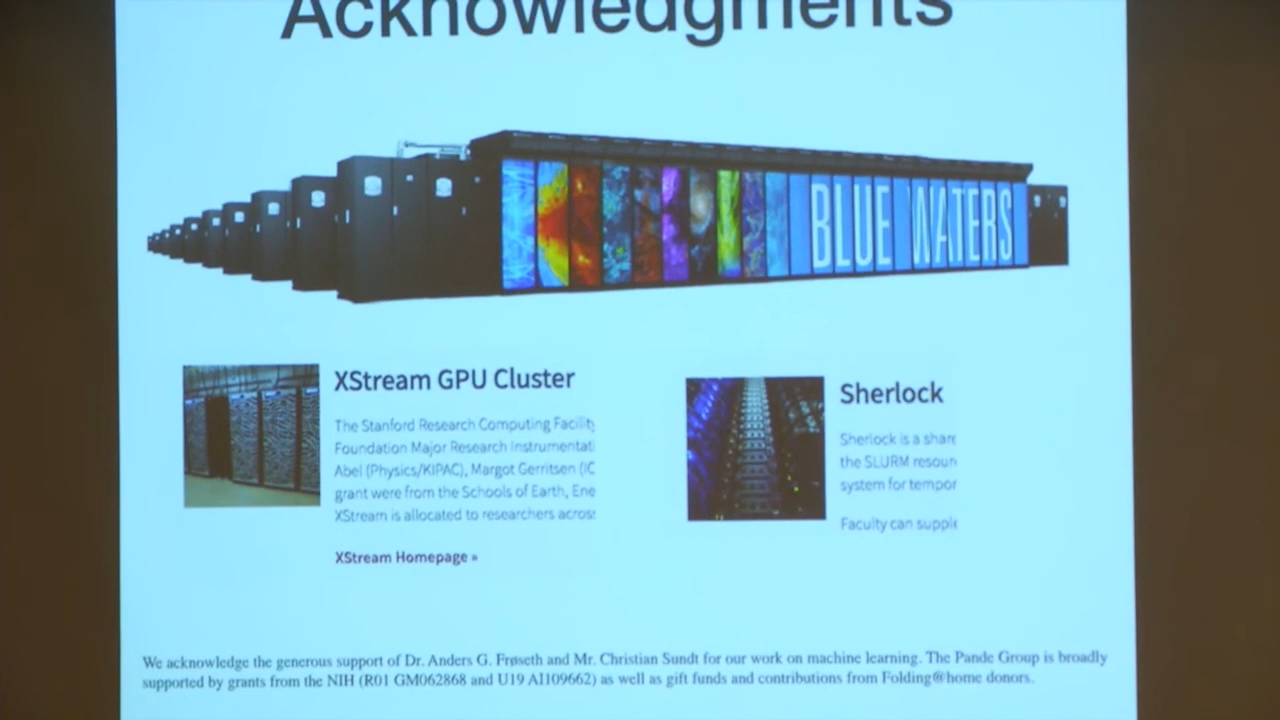 Acknowledgments
BLUE WATERS
XStream GPU Cluster
The Stanford Research Computing Facility
Foundation Major Research Instrumentati
Abel (Physics/KIPAC), Margot Gerritsen (IC
grant were from the Schools of Earth, Ene
XStream is allocated to researchers across
XStream Homepage »
Sherlock
Sherlock is a share
the SLURM resour
system for tempor
Faculty can supple
We acknowledge the generous support of Dr. Anders G. Frøseth and Mr. Christian Sundt for our work on machine learning. The Pande Group is broadly
supported by grants from the NIH (R01 GM062868 and U19 AI109662) as well as gift funds and contributions from Folding@home donors.